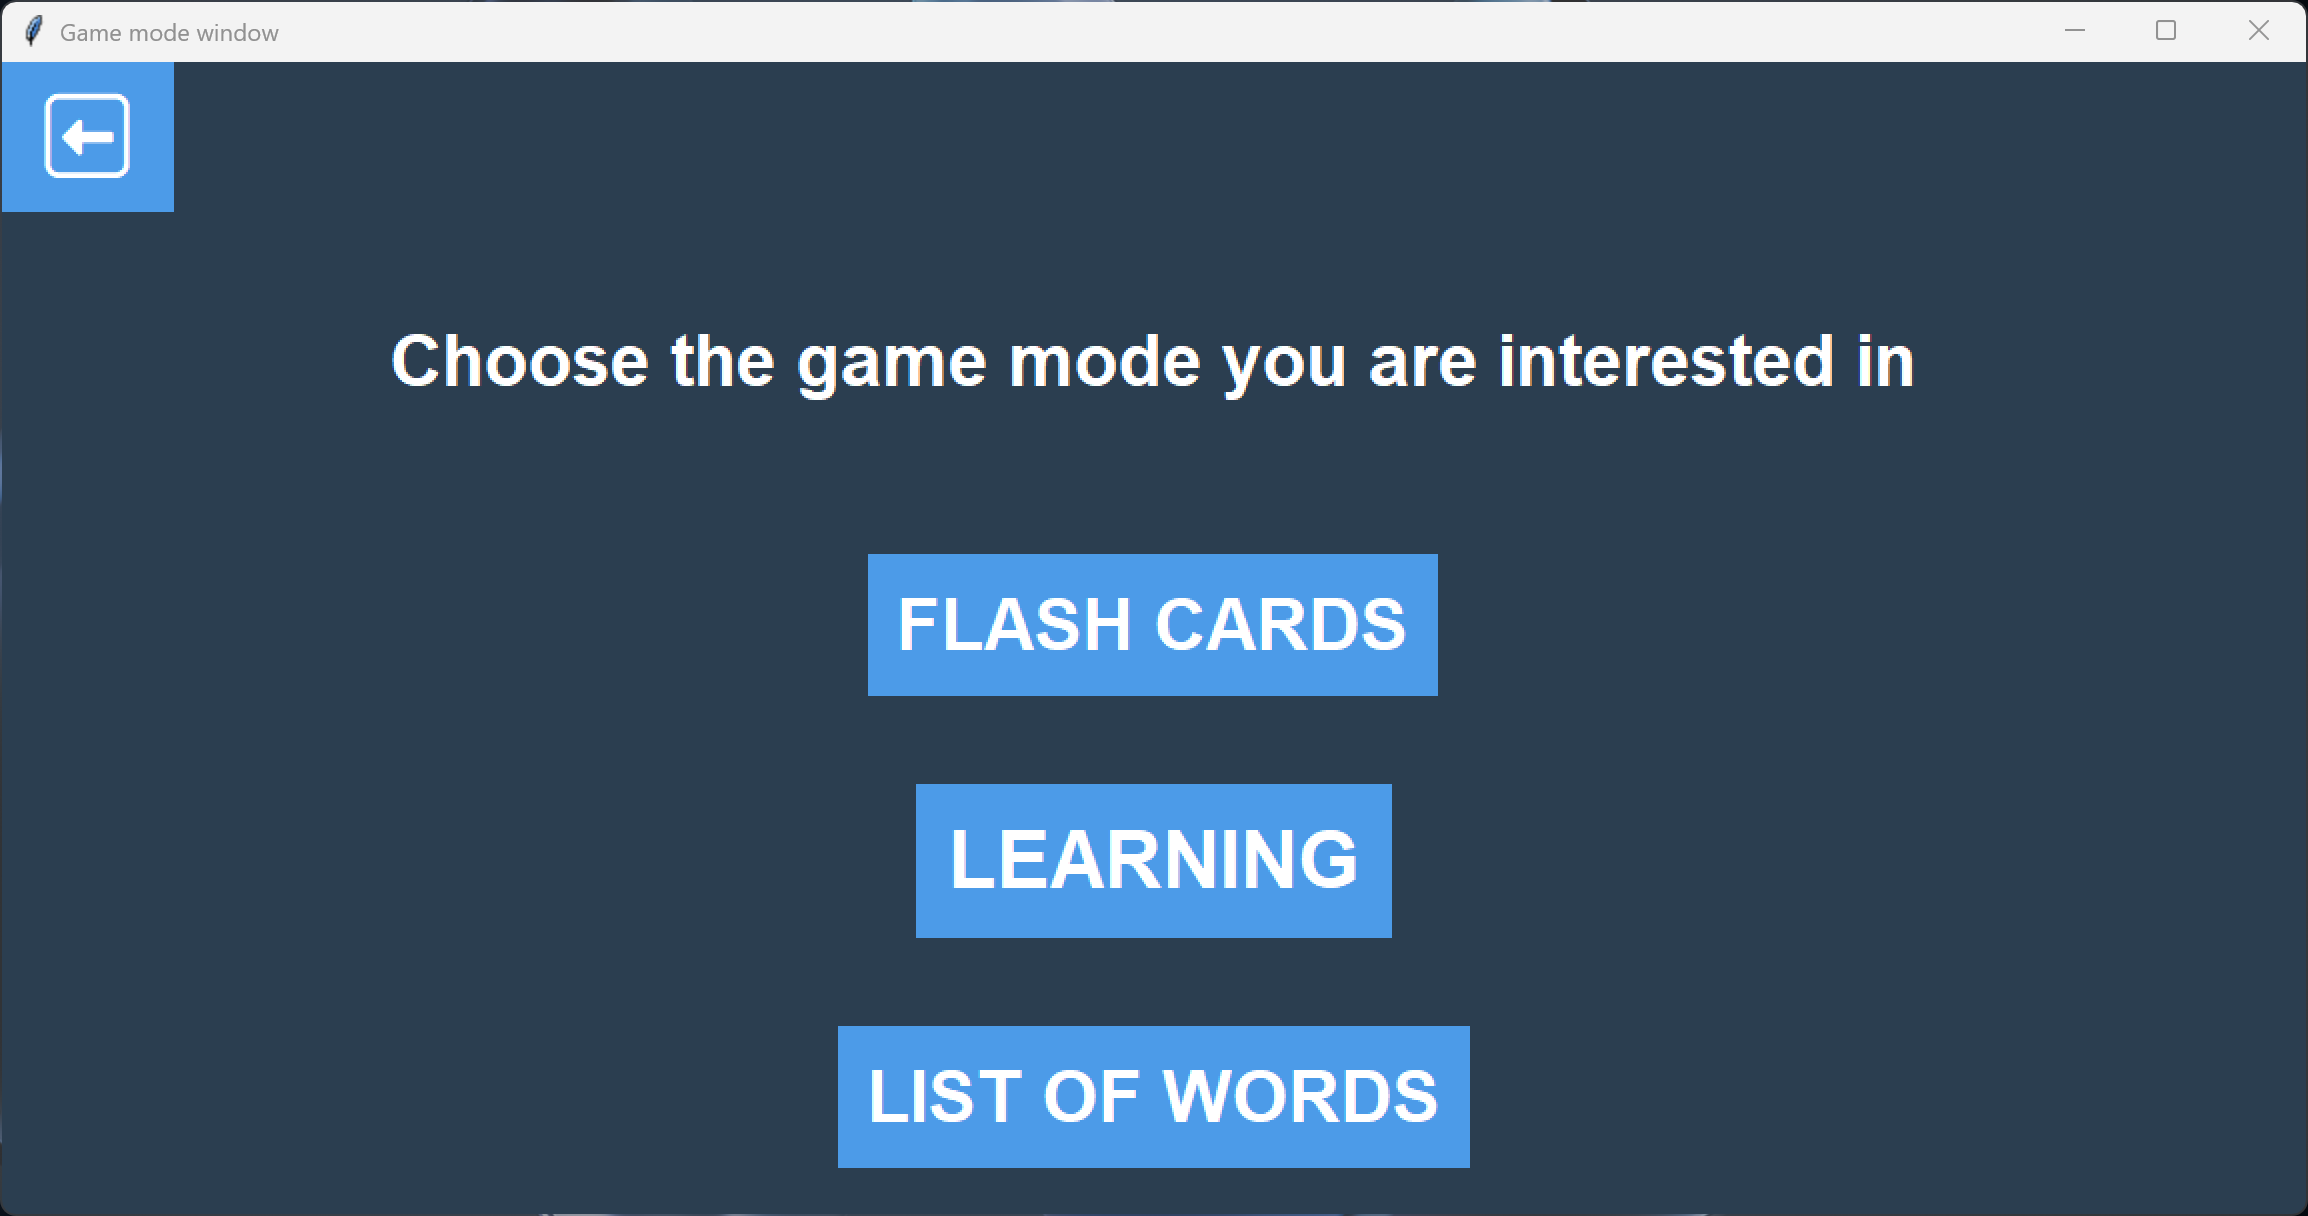 Game mode window
Choose the game mode you are interested in
FLASH CARDS
LEARNING
LIST OF WORDS